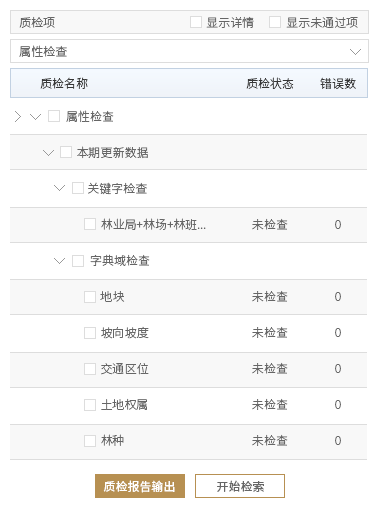 质检项 显示详情 显示未通过项
属性检查
质检名称 质检状态 错误数
属性检查
本期更新数据
关键字检查
林业局+林场+林班... 未检查 0
字典域检查
地块 未检查 0
坡向坡度 未检查 0
交通区位 未检查 0
土地权属 未检查 0
林种 未检查 0
质检报告输出 开始检索